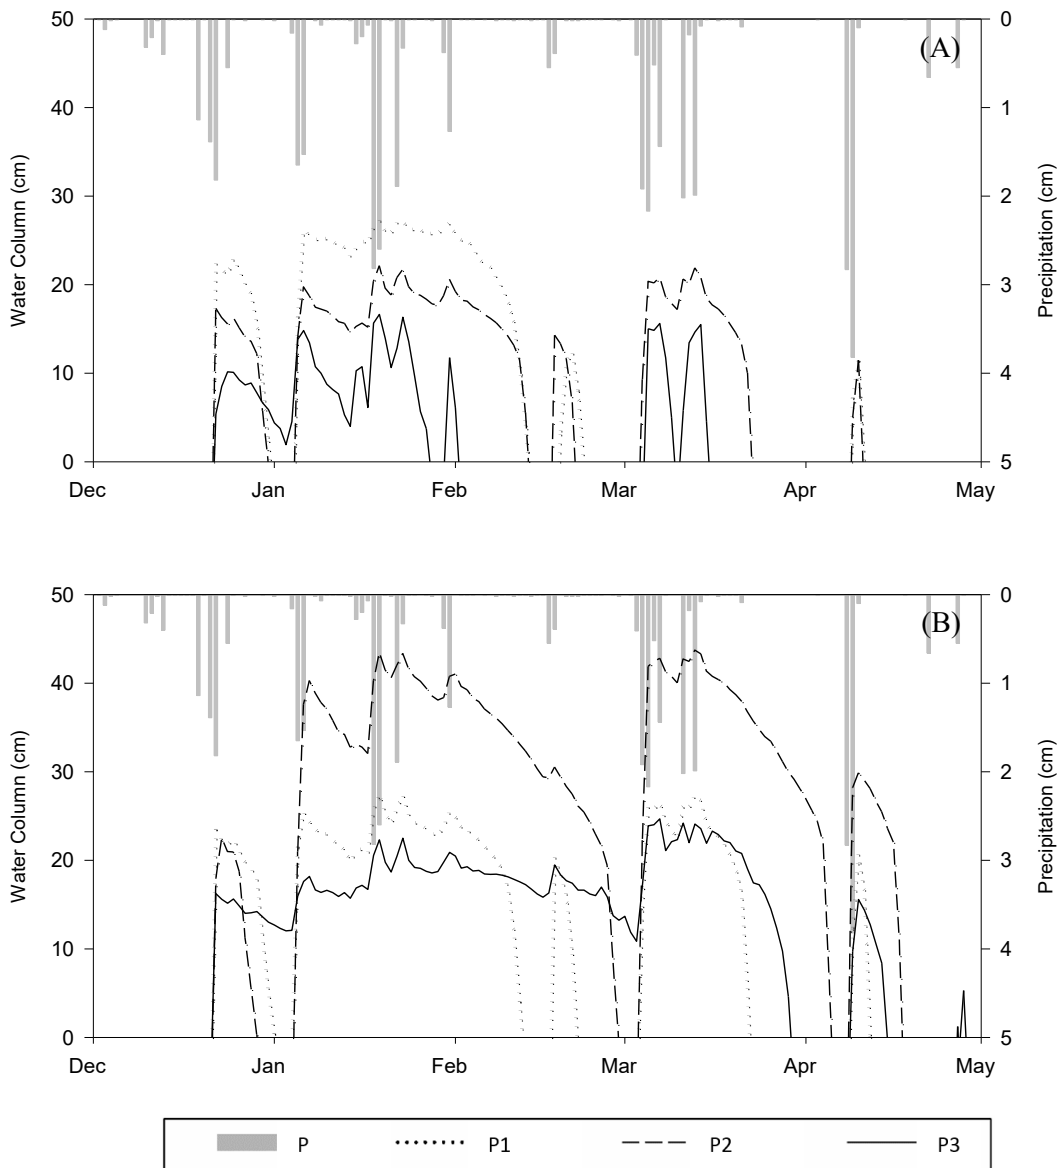 50 0
(A)
40 1
30 2
20 3
10 4
0 5
Dec Jan Feb Mar Apr May
Water Column (cm)
Precipitation (cm)
50 0
(B)
40 1
30 2
20 3
10 4
0 5
Dec Jan Feb Mar Apr May
Water Column (cm)
Precipitation (cm)
P P1 P2 P3